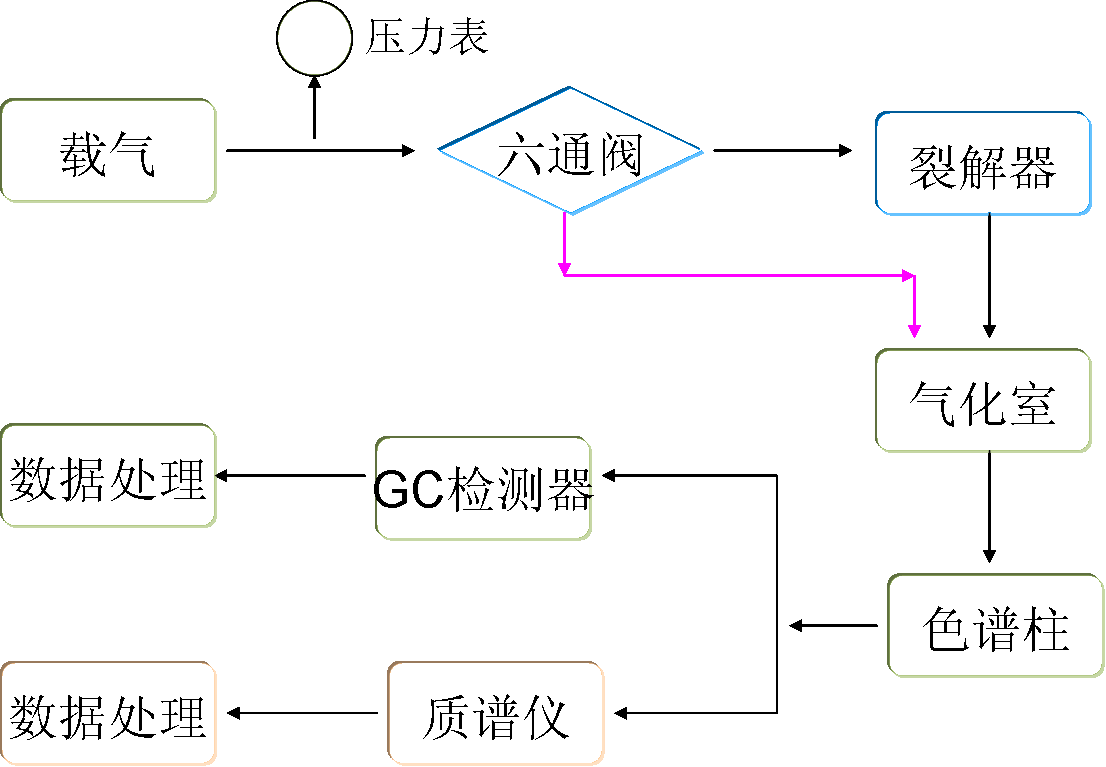 压力表
载气
六通阀
裂解器
气化室
数据处理
GC检测器
色谱柱
数据处理
质谱仪